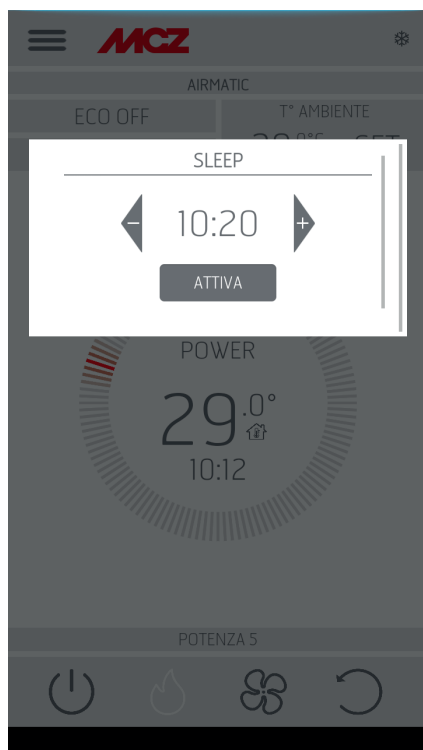 MCZ
AIRMATIC
ECO OFF
T° AMBIENTE
SLEEP
- 10:20 +
ATTIVA
POWER
29.0°
10:12
POTENZA 5